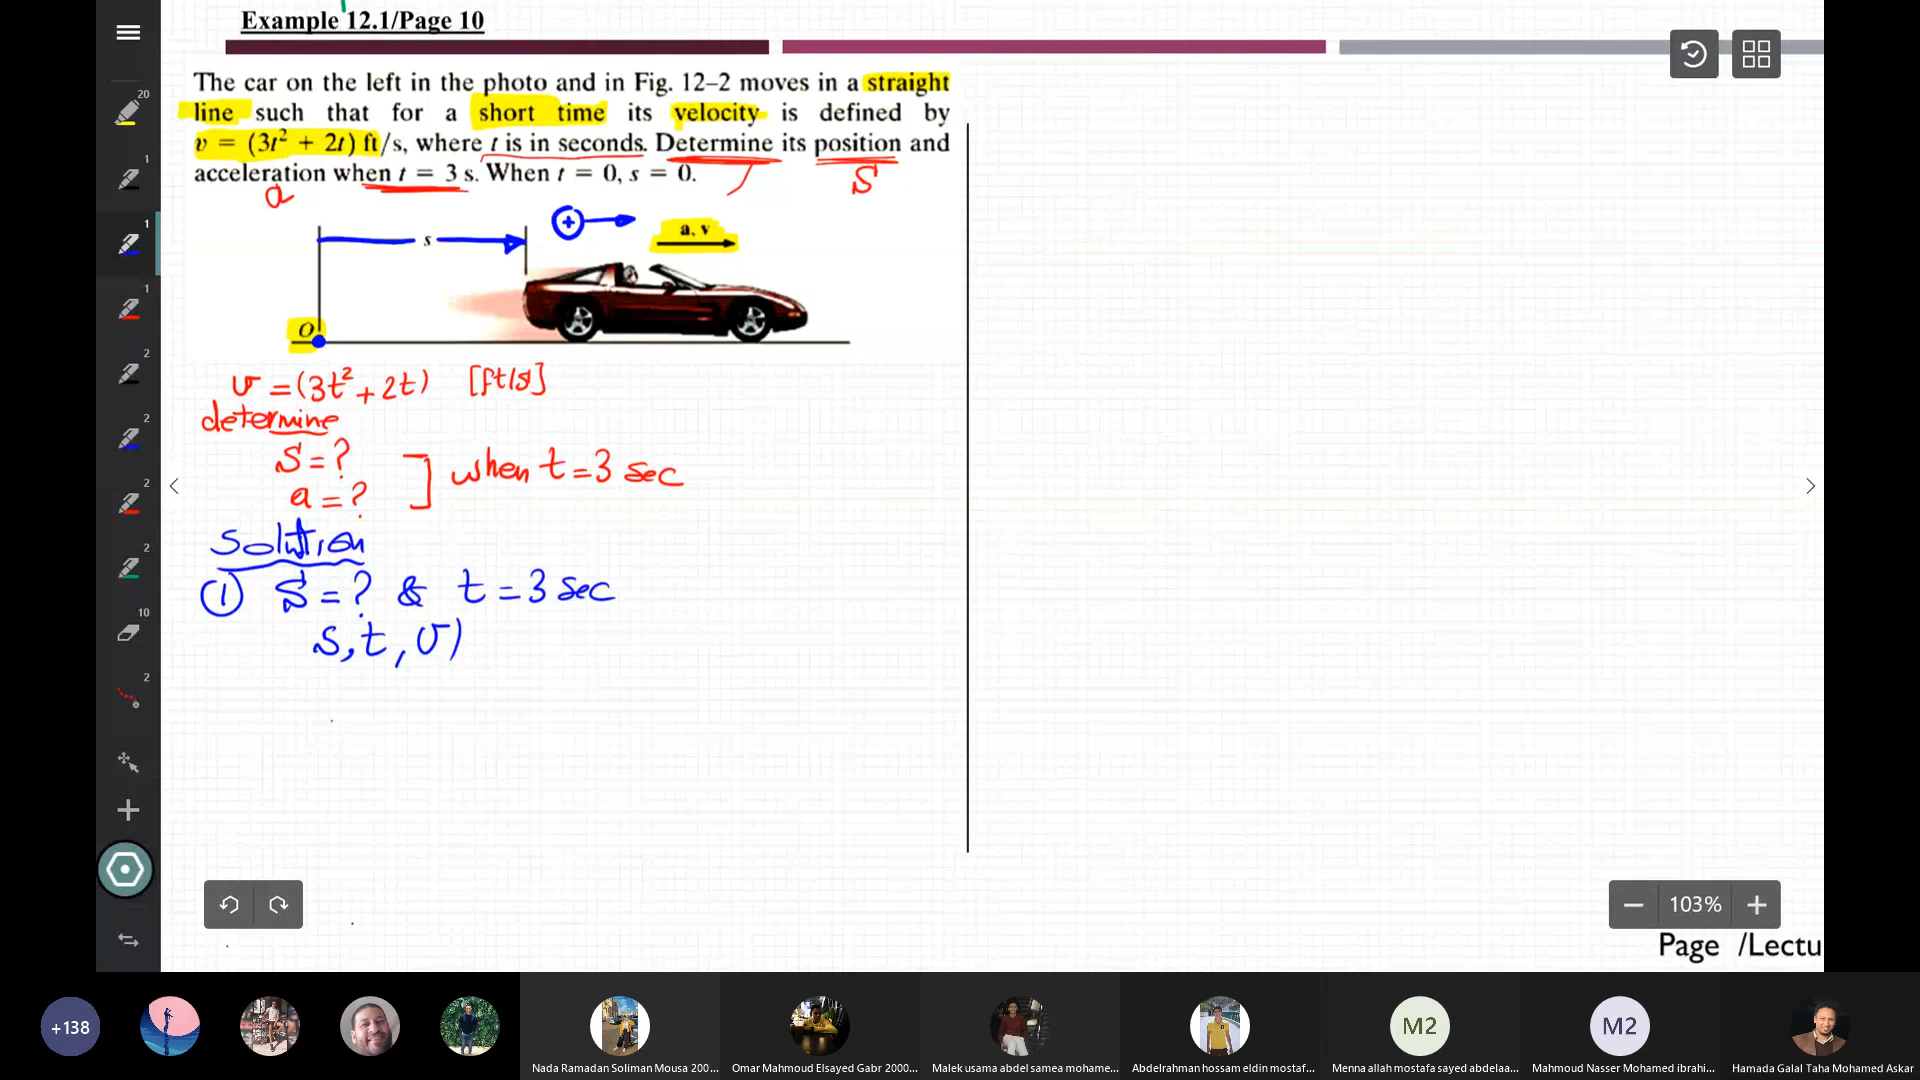 Example 12.1/Page 10
The car on the left in the photo and in Fig. 12–2 moves in a straight
line such that for a short time its velocity is defined by
v = (3t² + 2t) ft/s, where t is in seconds. Determine its position and
acceleration when t = 3 s. When t = 0, s = 0.
a
S
+
s
a, v
O
v = (3t² + 2t) [ft/s]
determine
S = ?
a = ?
] when t = 3 sec
Solution
① S = ? & t = 3 sec
s, t, v)
20
1
1
1
2
2
2
2
10
2
103%
Page /Lectu
+138
M2
M2
Nada Ramadan Soliman Mousa 200...
Omar Mahmoud Elsayed Gabr 2000...
Malek usama abdel samea mohame...
Abdelrahman hossam eldin mostaf...
Menna allah mostafa sayed abdelaa...
Mahmoud Nasser Mohamed ibrahi...
Hamada Galal Taha Mohamed Askar